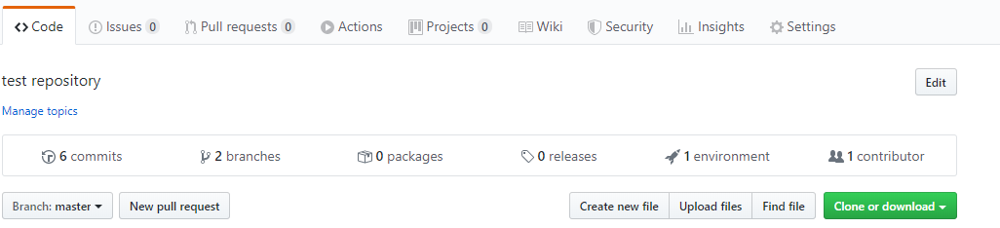 Code Issues 0 Pull requests 0 Actions Projects 0 Wiki Security Insights Settings
test repository Edit
Manage topics
6 commits 2 branches 0 packages 0 releases 1 environment 1 contributor
Branch: master New pull request Create new file Upload files Find file Clone or download